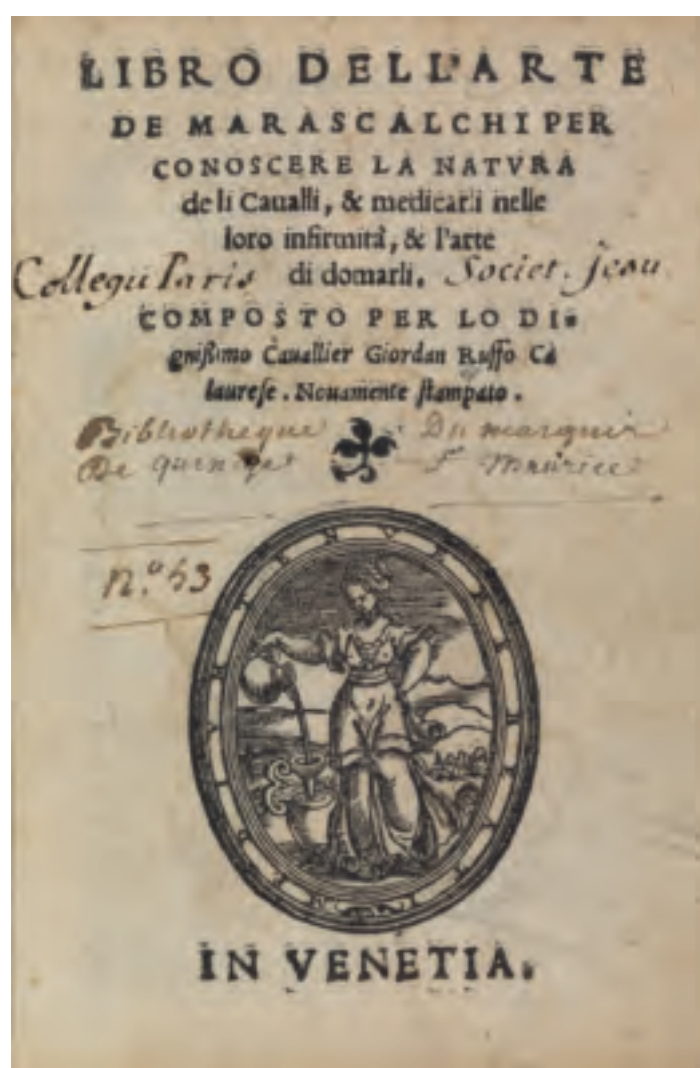 LIBRO DELL'ARTE
DE MARASCALCHI PER
CONOSCERE LA NATVRA
de li Caualli, & medicarli nelle
loro infirmità, & l'arte
Collegii Paris di domarli. Societ. Jesu
COMPOSTO PER LO DI-
gnißimo Cauallier Giordan Ruffo Ca
laurese. Nouamente stampato.
Bibliotheque Du marquis
De St Maurice
N.º 53
IN VENETIA.